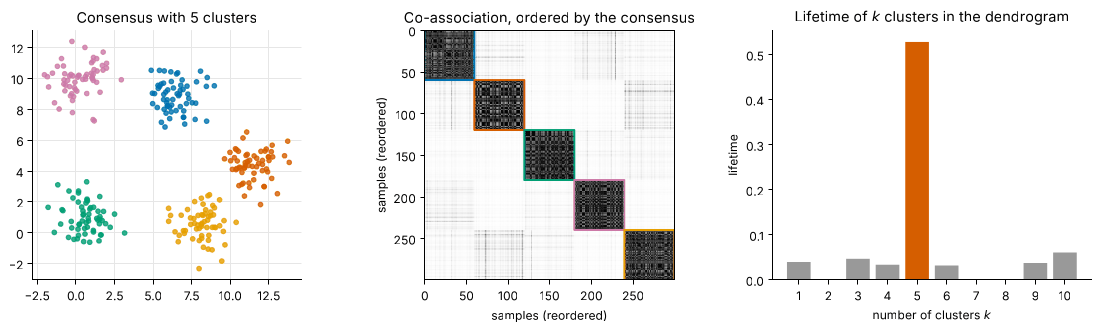 Consensus with 5 clusters
12
10
8
6
4
2
0
−2
−2.5 0.0 2.5 5.0 7.5 10.0 12.5
Co-association, ordered by the consensus
samples (reordered)
0
50
100
150
200
250
0 50 100 150 200 250
samples (reordered)
Lifetime of k clusters in the dendrogram
lifetime
0.5
0.4
0.3
0.2
0.1
0.0
1 2 3 4 5 6 7 8 9 10
number of clusters k